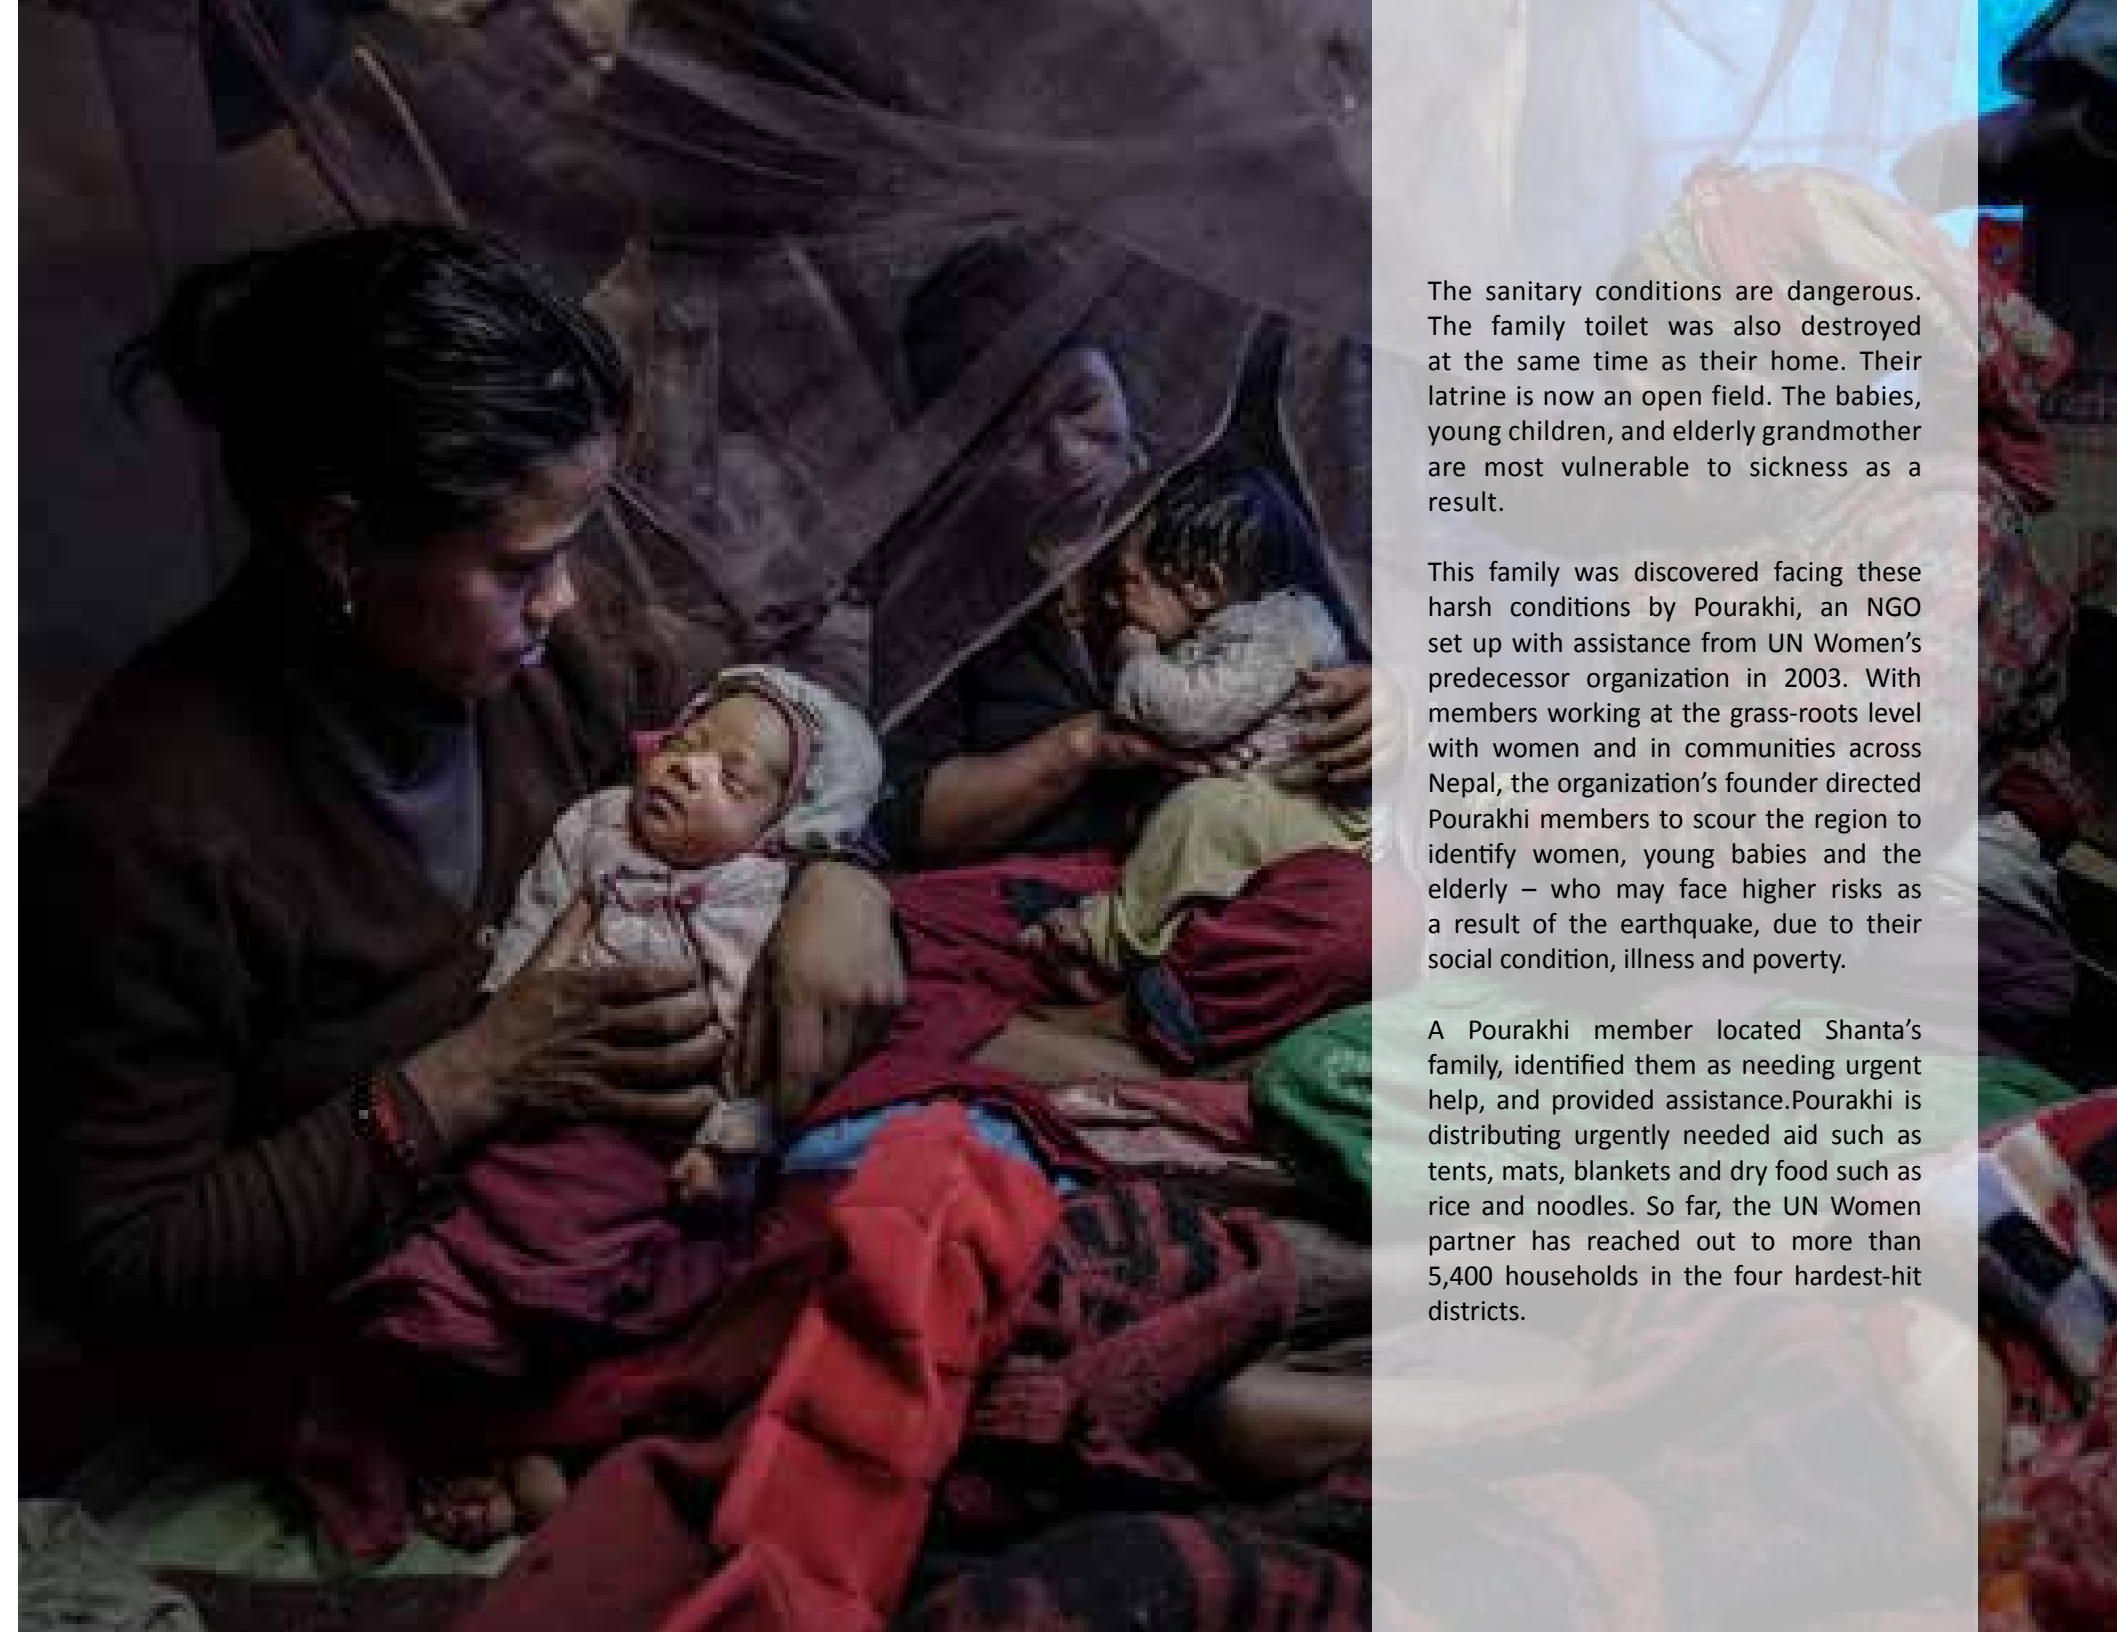 The sanitary conditions are dangerous.
The family toilet was also destroyed
at the same time as their home. Their
latrine is now an open field. The babies,
young children, and elderly grandmother
are most vulnerable to sickness as a
result.
This family was discovered facing these
harsh conditions by Pourakhi, an NGO
set up with assistance from UN Women’s
predecessor organization in 2003. With
members working at the grass-roots level
with women and in communities across
Nepal, the organization’s founder directed
Pourakhi members to scour the region to
identify women, young babies and the
elderly – who may face higher risks as
a result of the earthquake, due to their
social condition, illness and poverty.
A Pourakhi member located Shanta’s
family, identified them as needing urgent
help, and provided assistance.Pourakhi is
distributing urgently needed aid such as
tents, mats, blankets and dry food such as
rice and noodles. So far, the UN Women
partner has reached out to more than
5,400 households in the four hardest-hit
districts.